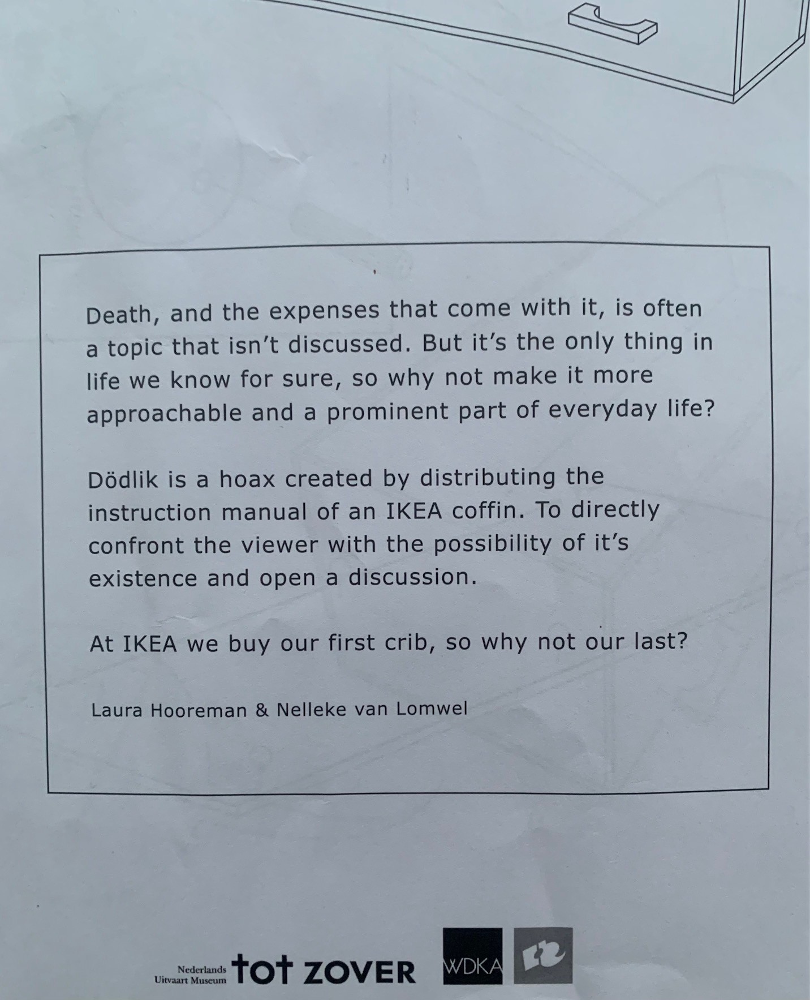 Death, and the expenses that come with it, is often
a topic that isn't discussed. But it's the only thing in
life we know for sure, so why not make it more
approachable and a prominent part of everyday life?
Dödlik is a hoax created by distributing the
instruction manual of an IKEA coffin. To directly
confront the viewer with the possibility of it's
existence and open a discussion.
At IKEA we buy our first crib, so why not our last?
Laura Hooreman & Nelleke van Lomwel
Nederlands
Uitvaart Museum
tot ZOVER
WDKA